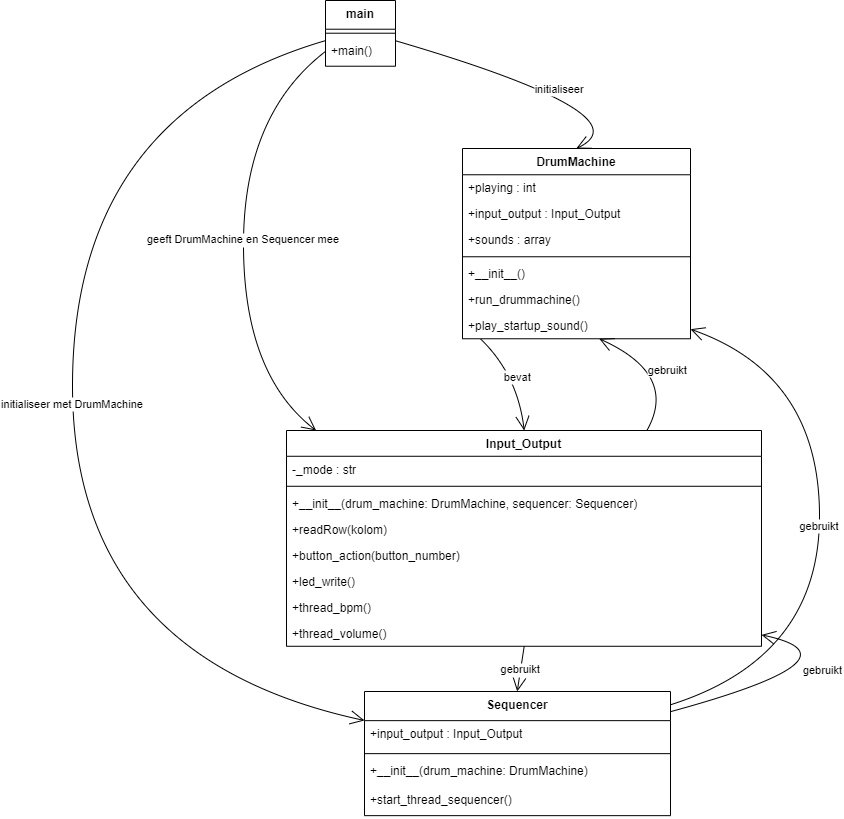 main
+main()
initialiseer
DrumMachine
+playing : int
+input_output : Input_Output
+sounds : array
+__init__()
+run_drummachine()
+play_startup_sound()
geeft DrumMachine en Sequencer mee
bevat
gebruikt
initialiseer met DrumMachine
Input_Output
-_mode : str
+__init__(drum_machine: DrumMachine, sequencer: Sequencer)
+readRow(kolom)
+button_action(button_number)
+led_write()
+thread_bpm()
+thread_volume()
gebruikt
gebruikt
gebruikt
Sequencer
+input_output : Input_Output
+__init__(drum_machine: DrumMachine)
+start_thread_sequencer()